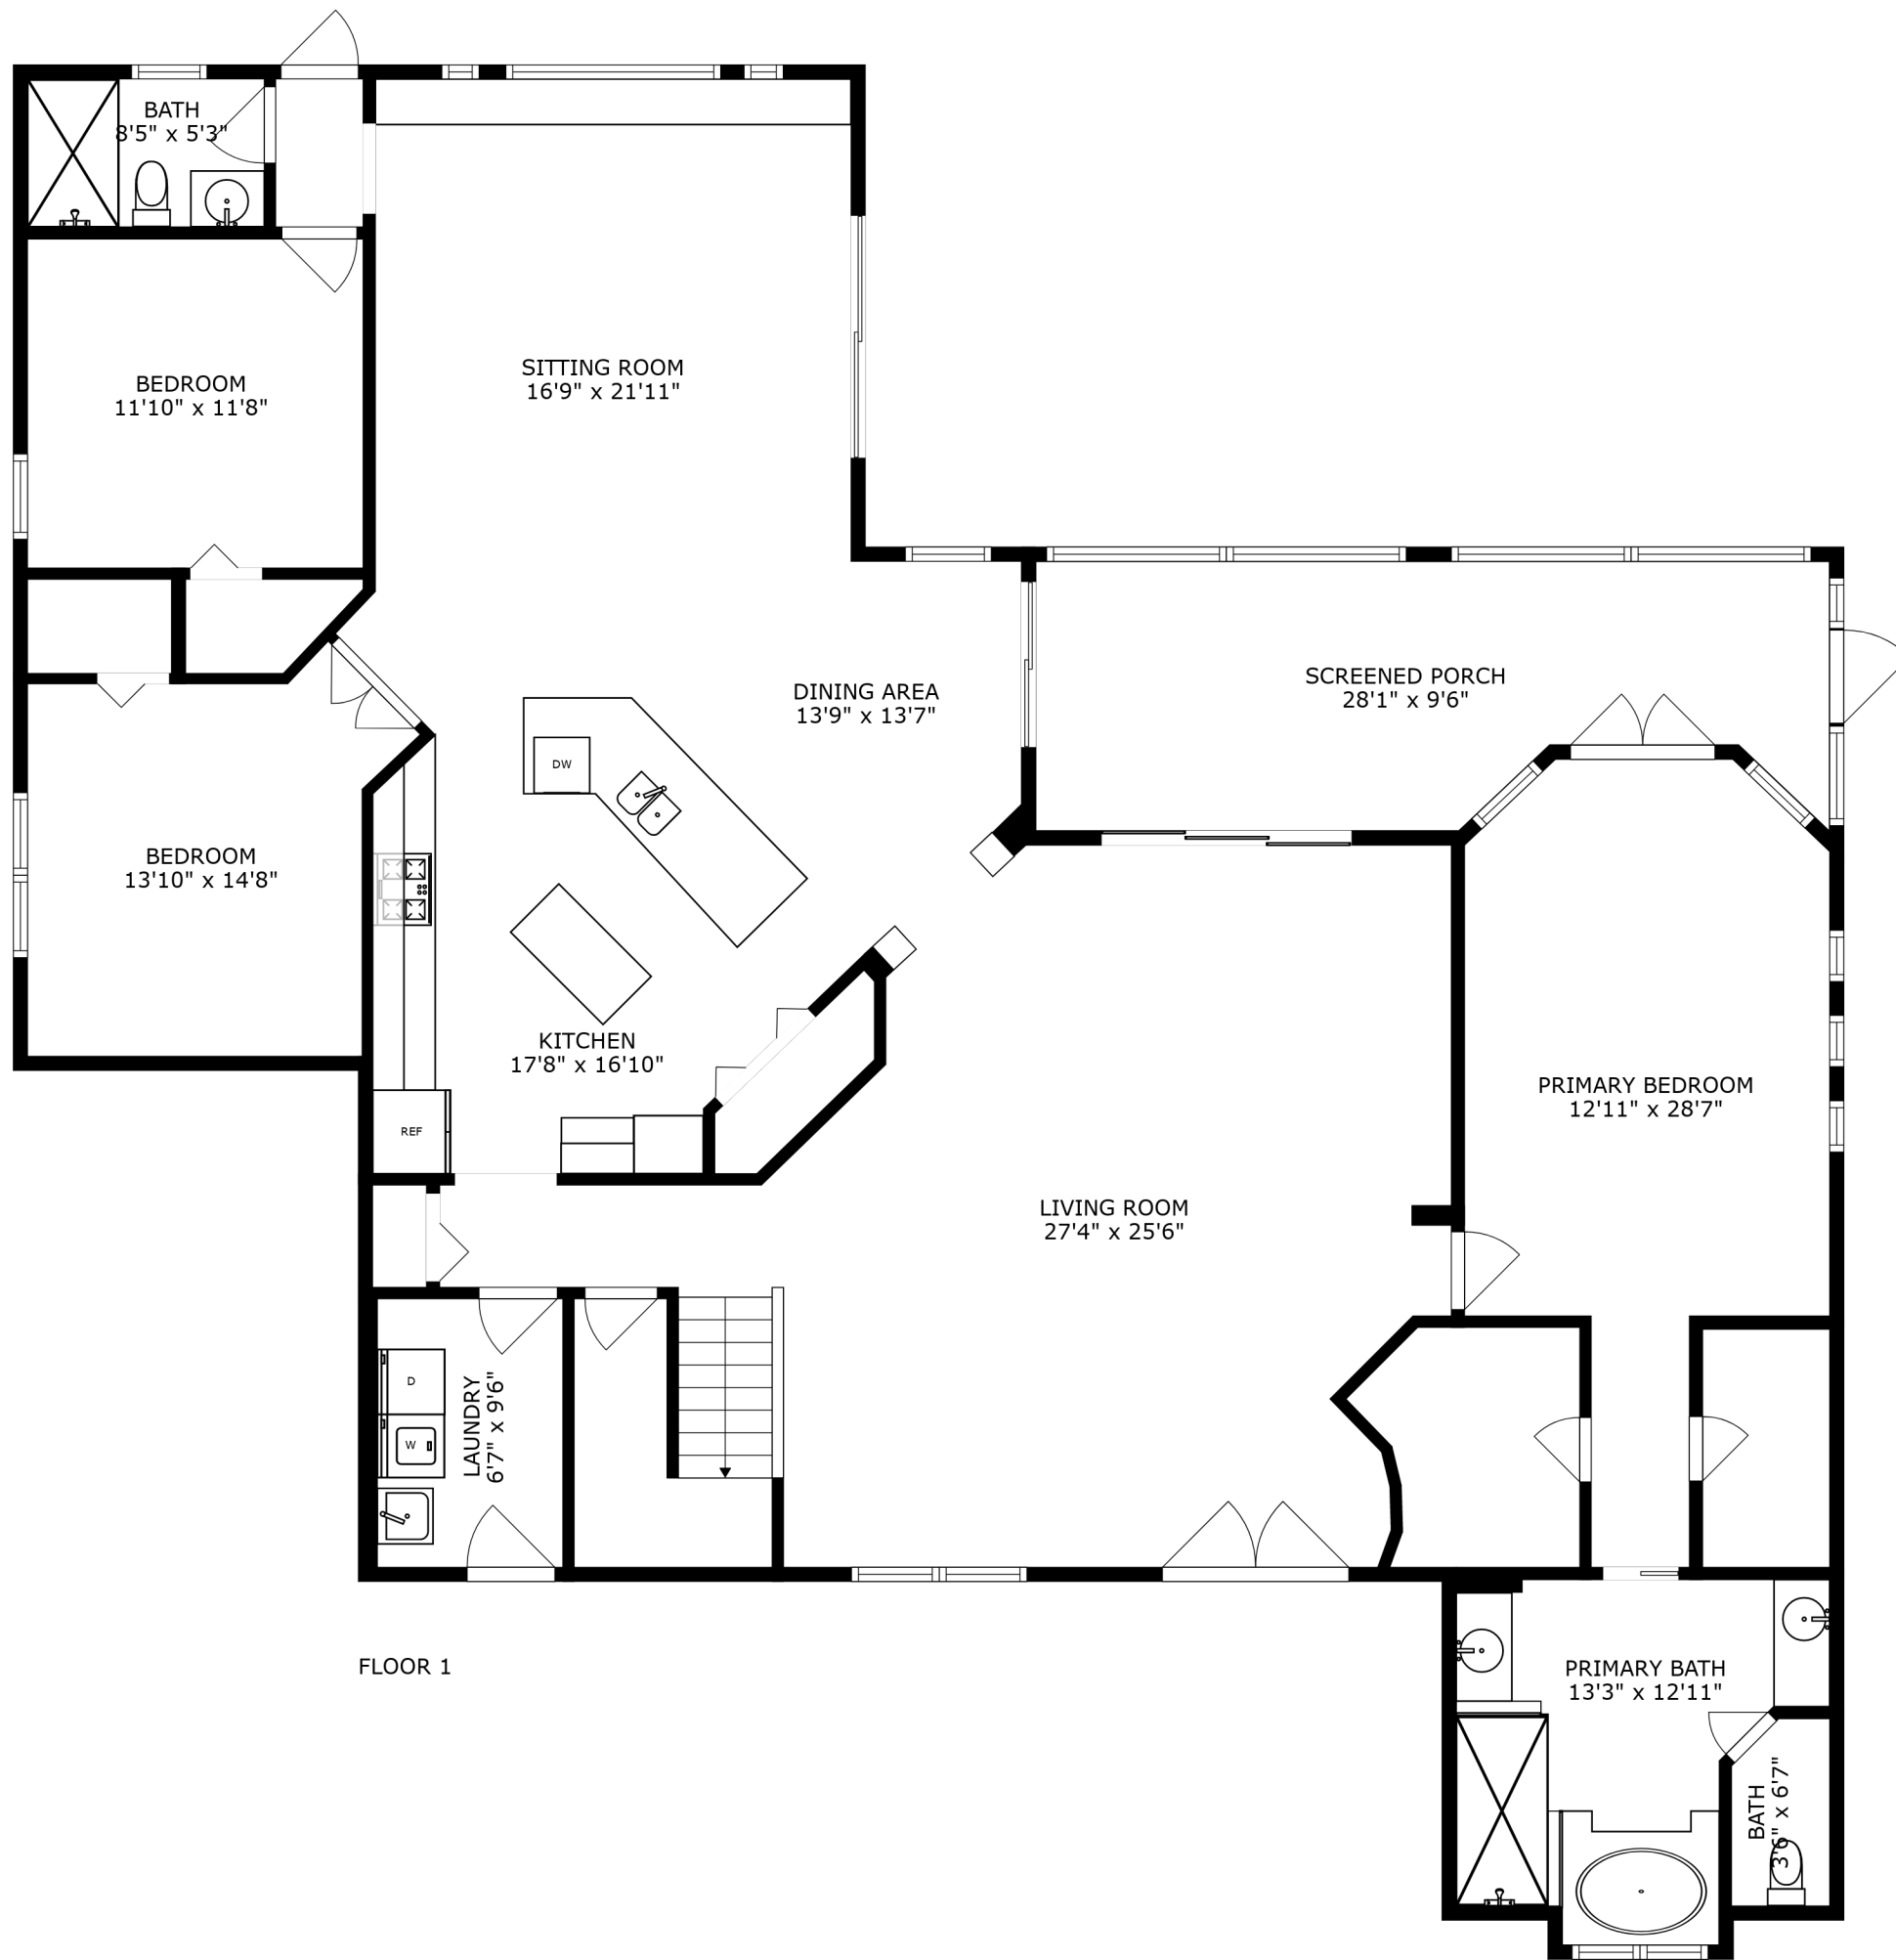 BATH
8'5" x 5'3"
SITTING ROOM
16'9" x 21'11"
BEDROOM
11'10" x 11'8"
SCREENED PORCH
28'1" x 9'6"
DINING AREA
13'9" x 13'7"
DW
BEDROOM
13'10" x 14'8"
KITCHEN
17'8" x 16'10"
REF
PRIMARY BEDROOM
12'11" x 28'7"
LIVING ROOM
27'4" x 25'6"
D
W
LAUNDRY
6'7" x 9'6"
FLOOR 1
PRIMARY BATH
13'3" x 12'11"
BATH
3'6" x 6'7"